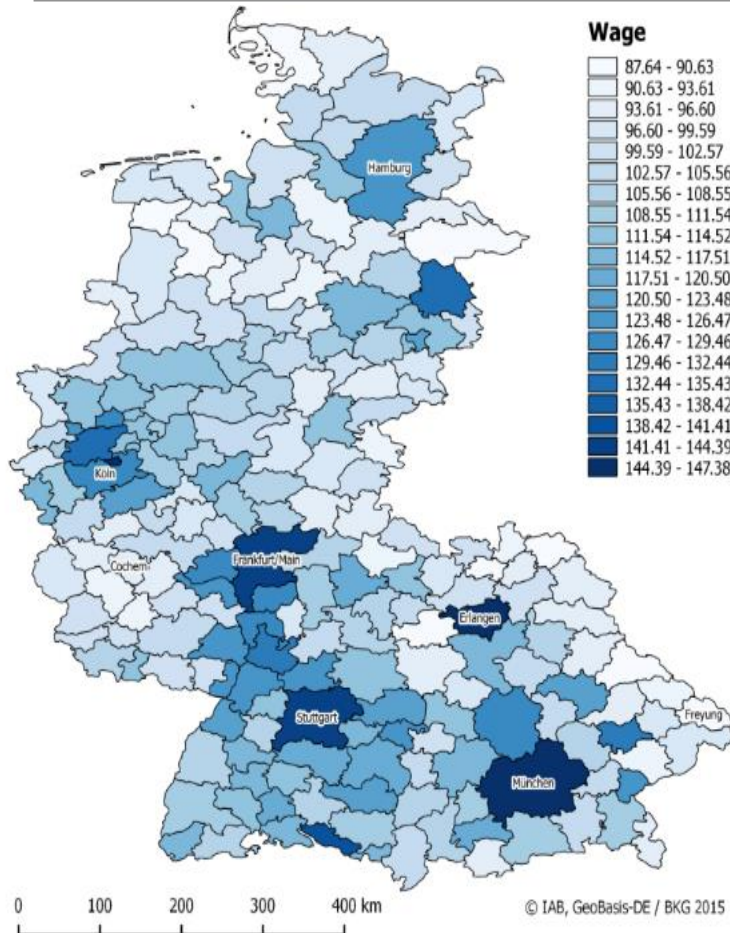 Wage
87.64 - 90.63
90.63 - 93.61
93.61 - 96.60
96.60 - 99.59
99.59 - 102.57
102.57 - 105.56
105.56 - 108.55
108.55 - 111.54
111.54 - 114.52
114.52 - 117.51
117.51 - 120.50
120.50 - 123.48
123.48 - 126.47
126.47 - 129.46
129.46 - 132.44
132.44 - 135.43
135.43 - 138.42
138.42 - 141.41
141.41 - 144.39
144.39 - 147.38
Hamburg
Köln
Cochem
Frankfurt/Main
Erlangen
Stuttgart
Freyung
München
0 100 200 300 400 km
© IAB, GeoBasis-DE / BKG 2015